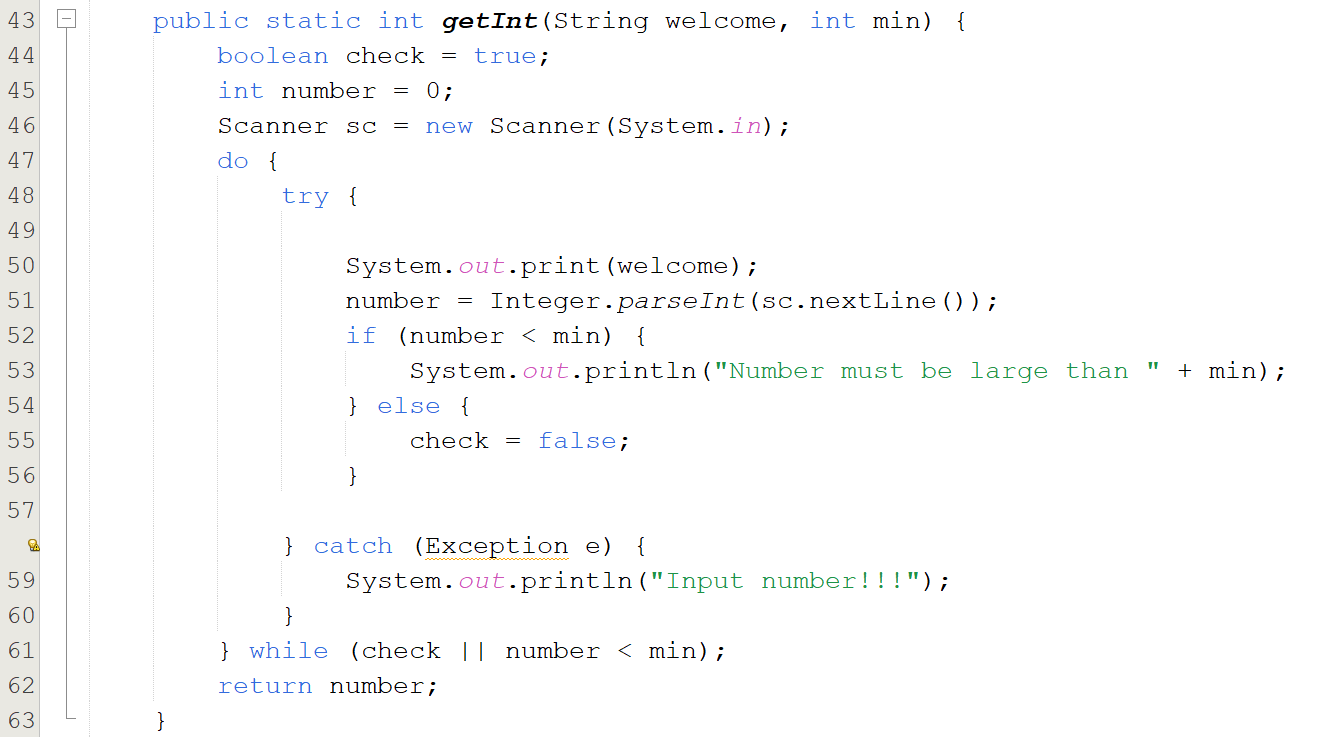 43 public static int getInt(String welcome, int min) {
44 boolean check = true;
45 int number = 0;
46 Scanner sc = new Scanner(System.in);
47 do {
48 try {
49
50 System.out.print(welcome);
51 number = Integer.parseInt(sc.nextLine());
52 if (number < min) {
53 System.out.println("Number must be large than " + min);
54 } else {
55 check = false;
56 }
57
} catch (Exception e) {
59 System.out.println("Input number!!!");
60 }
61 } while (check || number < min);
62 return number;
63 }